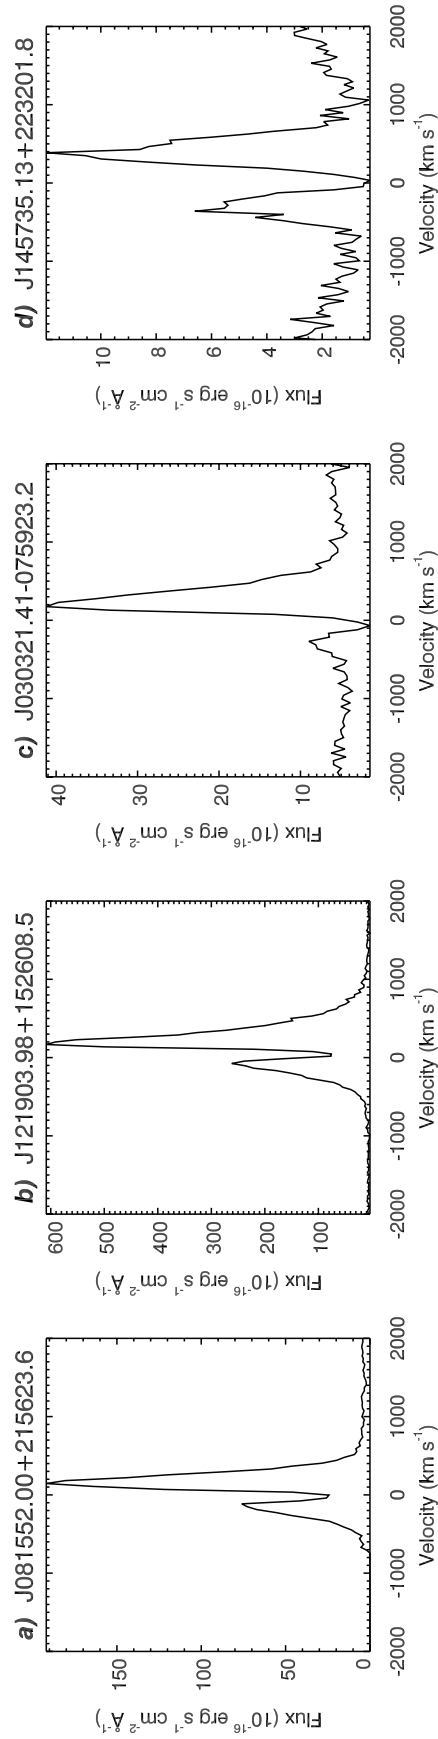 a) J081552.00+215623.6
Flux (10⁻¹⁶ erg s⁻¹ cm⁻² Å⁻¹)
150
100
50
0
-2000 -1000 0 1000 2000
Velocity (km s⁻¹)
b) J121903.98+152608.5
Flux (10⁻¹⁶ erg s⁻¹ cm⁻² Å⁻¹)
600
500
400
300
200
100
-2000 -1000 0 1000 2000
Velocity (km s⁻¹)
c) J030321.41-075923.2
Flux (10⁻¹⁶ erg s⁻¹ cm⁻² Å⁻¹)
40
30
20
10
-2000 -1000 0 1000 2000
Velocity (km s⁻¹)
d) J145735.13+223201.8
Flux (10⁻¹⁶ erg s⁻¹ cm⁻² Å⁻¹)
10
8
6
4
2
-2000 -1000 0 1000 2000
Velocity (km s⁻¹)